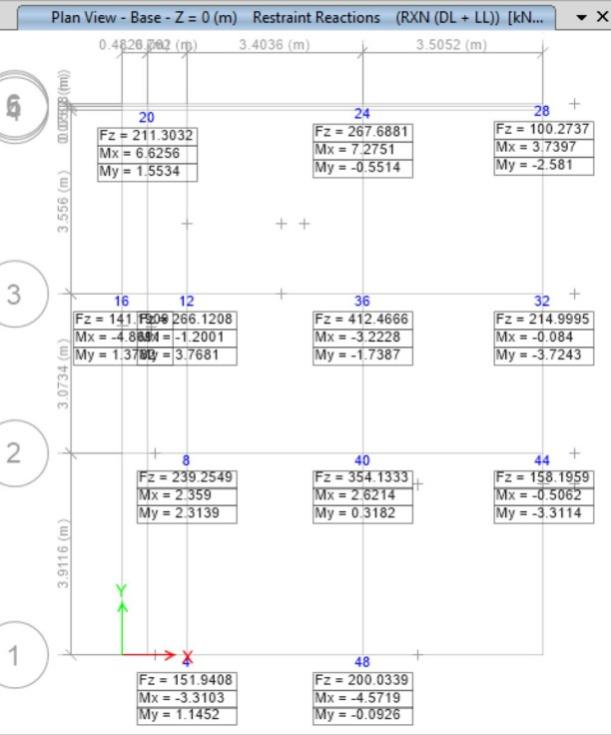 Plan View - Base - Z = 0 (m) Restraint Reactions (RXN (DL + LL)) [kN...
(m) 3.4036 (m) 3.5052 (m)
20 24 28
Fz = 211.3032
Mx = 6.6256
My = 1.5534
Fz = 267.6881
Mx = 7.2751
My = -0.5514
Fz = 100.2737
Mx = 3.7397
My = -2.581
3.556 (m)
3
16 12 36 32
Fz = 266.1208
Mx = -1.2001
My = 3.7681
Fz = 412.4666
Mx = -3.2228
My = -1.7387
Fz = 214.9995
Mx = -0.084
My = -3.7243
3.0734 (m)
2
8 40 44
Fz = 239.2549
Mx = 2.359
My = 2.3139
Fz = 354.1333
Mx = 2.6214
My = 0.3182
Fz = 158.1959
Mx = -0.5062
My = -3.3114
3.9116 (m)
Y
X
1
4 48
Fz = 151.9408
Mx = -3.3103
My = 1.1452
Fz = 200.0339
Mx = -4.5719
My = -0.0926